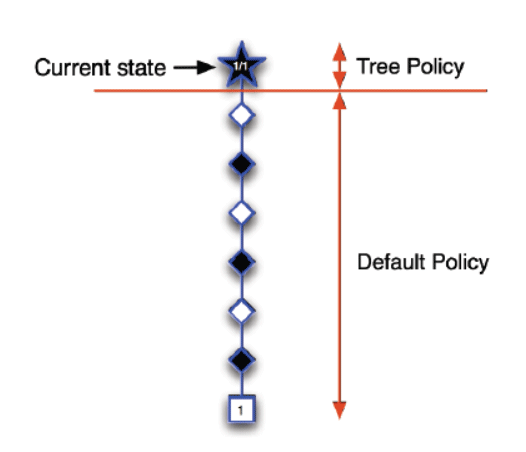 Current state
1/1
Tree Policy
Default Policy
1